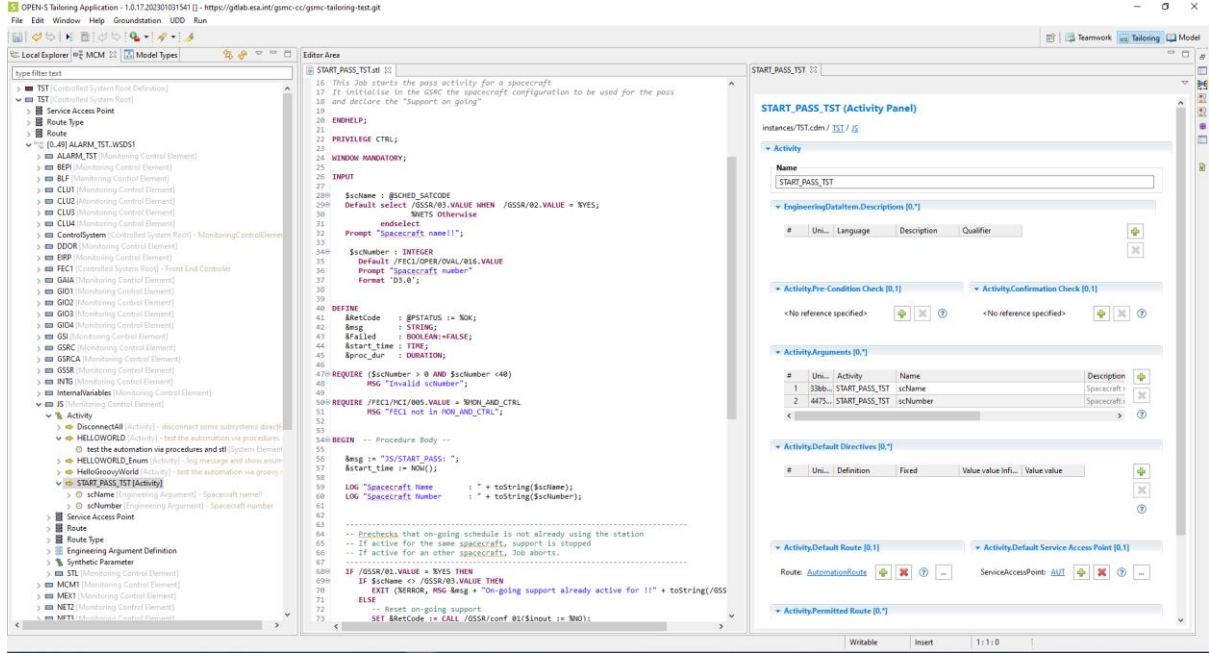 OPEN-S Tailoring Application - 1.0.17.202301031541 [] - https://gitlab.esa.int/gsmc-cc/gsmc-tailoring-test.git
File Edit Window Help Groundstation UDD Run
Teamwork Tailoring Model
Local Explorer MCM Model Types
type filter text
TST [Controlled System Root Definition]
TST [Controlled System Root]
Service Access Point
Route Type
Route
[0..49] ALARM_TST..WSDS1
ALARM_TST [Monitoring Control Element]
BEPI [Monitoring Control Element]
BLF [Monitoring Control Element]
CLU1 [Monitoring Control Element]
CLU2 [Monitoring Control Element]
CLU3 [Monitoring Control Element]
CLU4 [Monitoring Control Element]
ControlSystem [Controlled System Root] - MonitoringControlElemen
DDOR [Monitoring Control Element]
EIRP [Monitoring Control Element]
FEC1 [Controlled System Root] - Front End Controller
GAIA [Monitoring Control Element]
GIO1 [Monitoring Control Element]
GIO2 [Monitoring Control Element]
GIO3 [Monitoring Control Element]
GIO4 [Monitoring Control Element]
GSI [Monitoring Control Element]
GSRC [Monitoring Control Element]
GSRCA [Monitoring Control Element]
GSSR [Monitoring Control Element]
INTG [Monitoring Control Element]
InternalVariables [Monitoring Control Element]
JS [Monitoring Control Element]
Activity
DisconnectAll [Activity] - disconnect some subsystems directl
HELLOWORLD [Activity] - test the automation via procedures
test the automation via procedures and stl [System Element
HELLOWORLD_Enum [Activity] - log message and show enum
HelloGroovyWorld [Activity] - test the automation via groovy s
START_PASS_TST [Activity]
scName [Engineering Argument] - Spacecraft name!!
scNumber [Engineering Argument] - Spacecraft number
Service Access Point
Route
Route Type
Engineering Argument Definition
Synthetic Parameter
STL [Monitoring Control Element]
MCM1 [Monitoring Control Element]
MEX1 [Monitoring Control Element]
NET2 [Monitoring Control Element]
NET1 [Monitoring Control Element]
Editor Area
START_PASS_TST.stl
16 This Job starts the pass activity for a spacecraft
17 It initialise in the GSRC the spacecraft configuration to be used for the pass
18 and declare the "Support on going"
19
20 ENDHELP;
21
22 PRIVILEGE CTRL;
23
24 WINDOW MANDATORY;
25
26 INPUT
27
28 $scName : @SCHED_SATCODE
29 Default select /GSSR/03.VALUE WHEN /GSSR/02.VALUE = %YES;
30 %NETS Otherwise
31 endselect
32 Prompt "Spacecraft name!!";
33
34 $scNumber : INTEGER
35 Default /FEC1/OPER/OVAL/016.VALUE
36 Prompt "Spacecraft number"
37 Format 'D3.0';
38
39
40 DEFINE
41 &RetCode : @PSTATUS := %OK;
42 &msg : STRING;
43 &Failed : BOOLEAN:=FALSE;
44 &start_time : TIME;
45 &proc_dur : DURATION;
46
47 REQUIRE ($scNumber > 0 AND $scNumber <40)
48 MSG "Invalid scNumber";
49
50 REQUIRE /FEC1/MCI/005.VALUE = %MON_AND_CTRL
51 MSG "FEC1 not in MON_AND_CTRL";
52
53
54 BEGIN -- Procedure Body --
55
56 &msg := "JS/START_PASS: ";
57 &start_time := NOW();
58
59 LOG "Spacecraft Name : " + toString($scName);
60 LOG "Spacecraft Number : " + toString($scNumber);
61
62
63 ------------------------------------------------------------------------
64 -- Prechecks that on-going schedule is not already using the station
65 -- If active for the same spacecraft, support is stopped
66 -- If active for an other spacecraft, Job aborts.
67 ------------------------------------------------------------------------
68 IF /GSSR/01.VALUE = %YES THEN
69 IF $scName <> /GSSR/03.VALUE THEN
70 EXIT (%ERROR, MSG &msg + "On-going support already active for !!" + toString(/GSS
71 ELSE
72 -- Reset on-going support
73 SET &RetCode := CALL /GSSR/conf_01($input := %NO);
START_PASS_TST
START_PASS_TST (Activity Panel)
instances/TST.cdm / TST / JS
Activity
Name
START_PASS_TST
EngineeringDataItem.Descriptions [0,*]
# Uni... Language Description Qualifier
Activity.Pre-Condition Check [0,1] Activity.Confirmation Check [0,1]
<No reference specified> <No reference specified>
Activity.Arguments [0,*]
# Uni... Activity Name Description
1 33bb... START_PASS_TST scName Spacecraft
2 4475... START_PASS_TST scNumber Spacecraft
Activity.Default Directives [0,*]
# Uni... Definition Fixed Value value Infi... Value value
Activity.Default Route [0,1] Activity.Default Service Access Point [0,1]
Route: AutomationRoute ... ServiceAccessPoint: AUT ...
Activity.Permitted Route [0,*]
Writable Insert 1:1:0